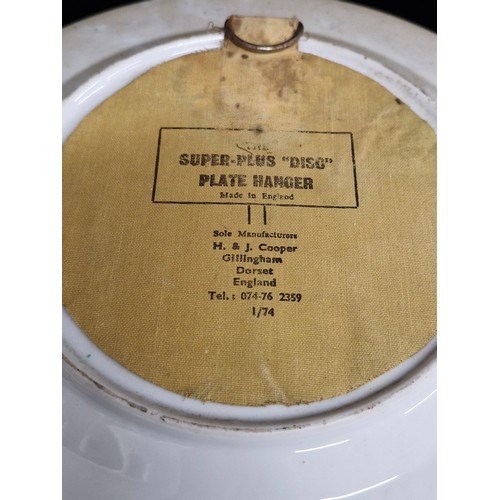 THE
SUPER-PLUS "DISC"
PLATE HANGER
Made in England
Sole Manufacturers
H. & J. Cooper
Gillingham
Dorset
England
Tel.: 074-76 2359
1/74